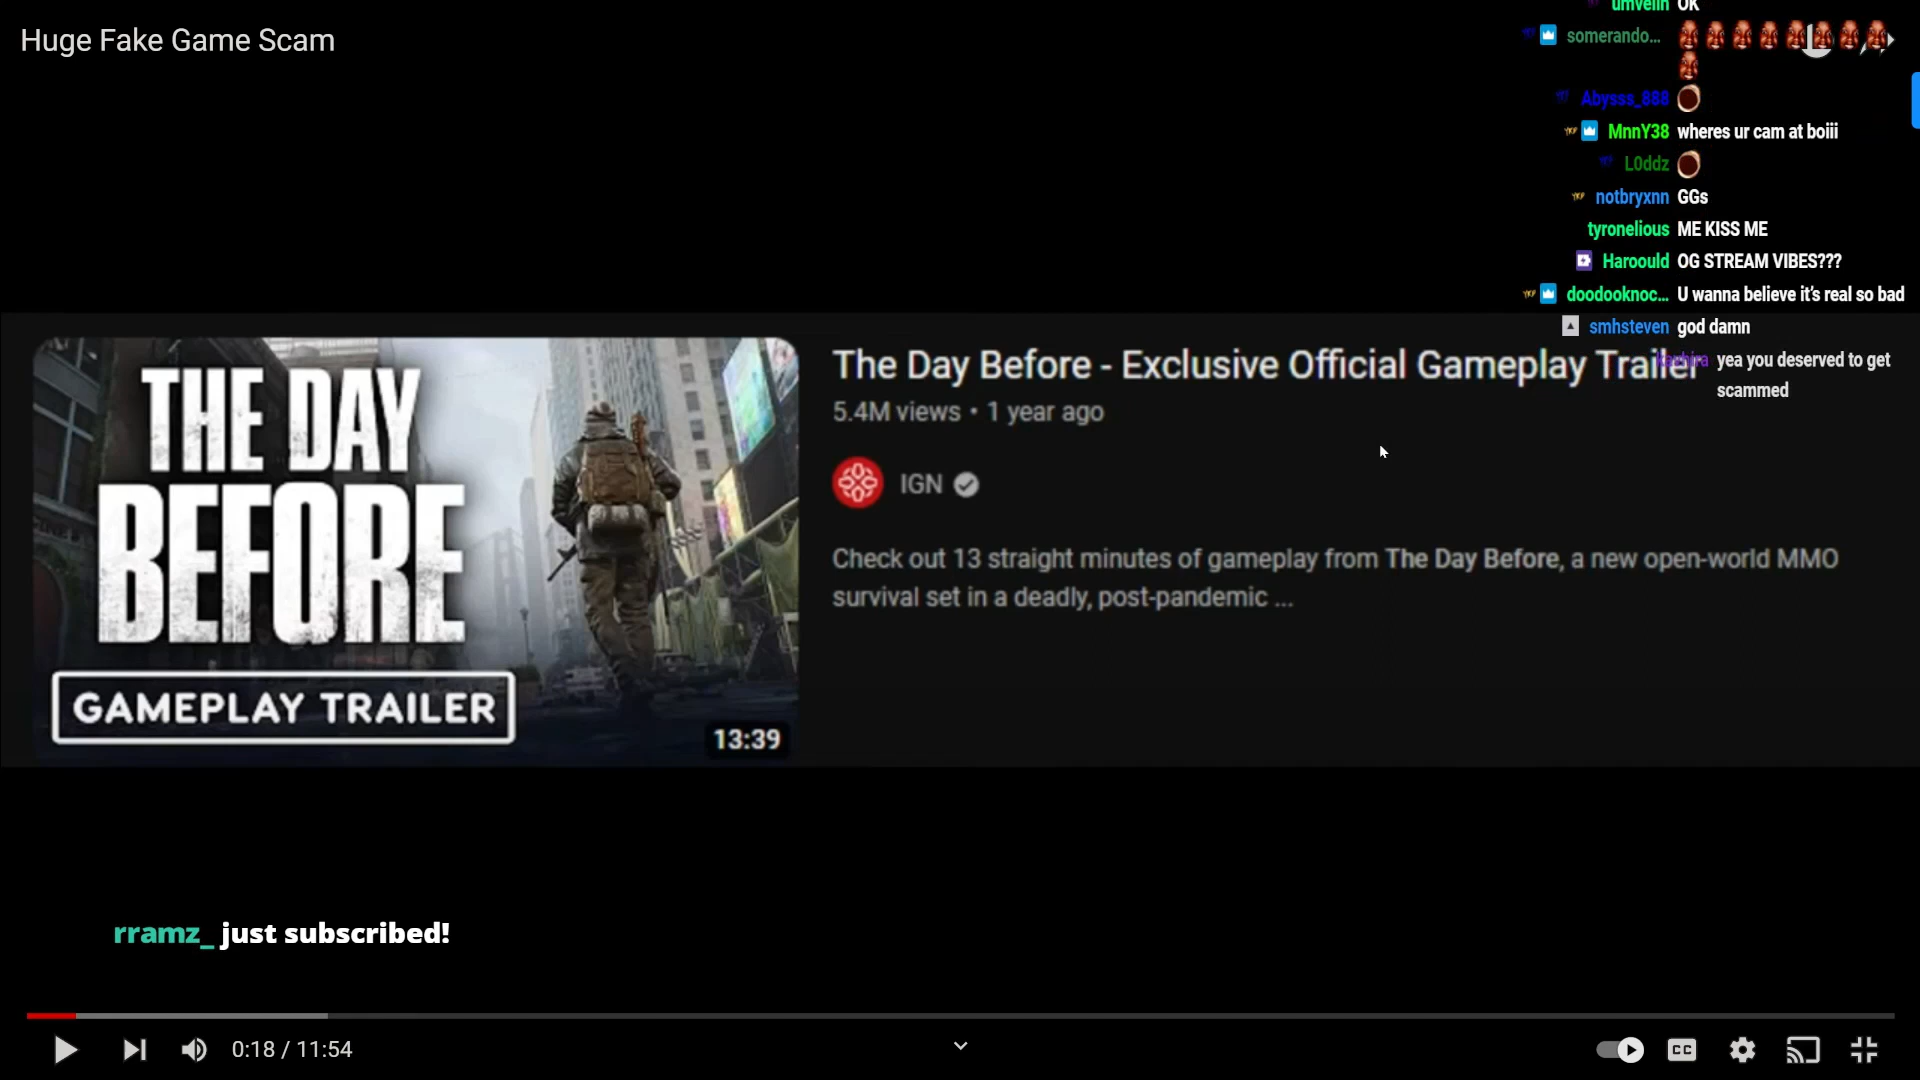 Huge Fake Game Scam
umvelin OK
somerando...
Abysss_888
MnnY38 wheres ur cam at boiii
L0ddz
notbryxnn GGs
tyronelious ME KISS ME
Haroould OG STREAM VIBES???
doodooknoc... U wanna believe it's real so bad
smhsteven god damn
yea you deserved to get
scammed
THE DAY
BEFORE
GAMEPLAY TRAILER
13:39
The Day Before - Exclusive Official Gameplay Trailer
5.4M views • 1 year ago
IGN
Check out 13 straight minutes of gameplay from The Day Before, a new open-world MMO
survival set in a deadly, post-pandemic ...
rramz_ just subscribed!
0:18 / 11:54
CC